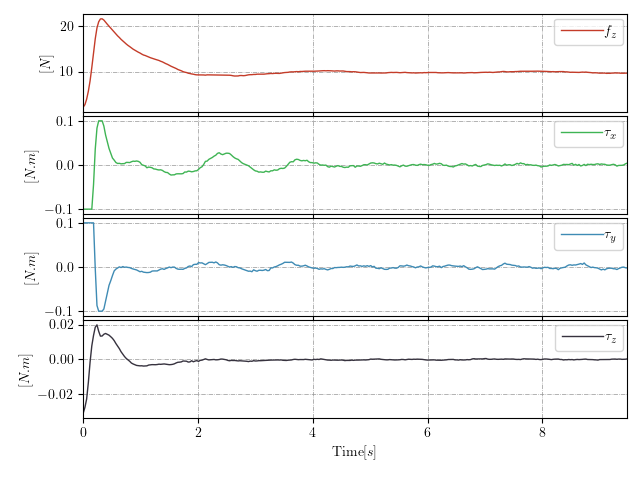 20
10
[N]
f_z
0.1
0.0
−0.1
[N.m]
τ_x
0.1
0.0
−0.1
[N.m]
τ_y
0.02
0.00
−0.02
[N.m]
τ_z
0 2 4 6 8
Time[s]